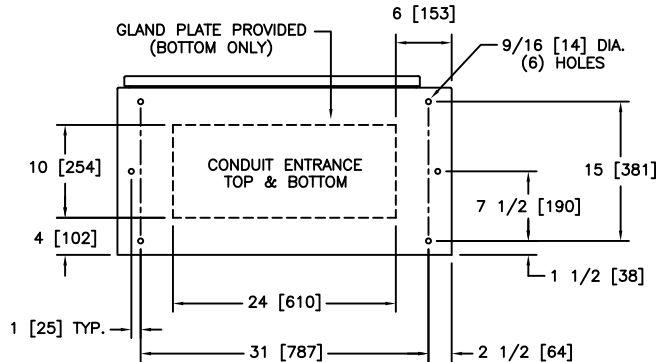 6 [153]
GLAND PLATE PROVIDED
(BOTTOM ONLY)
9/16 [14] DIA.
(6) HOLES
10 [254]
CONDUIT ENTRANCE
TOP & BOTTOM
15 [381]
7 1/2 [190]
4 [102]
1 1/2 [38]
24 [610]
1 [25] TYP.
31 [787]
2 1/2 [64]